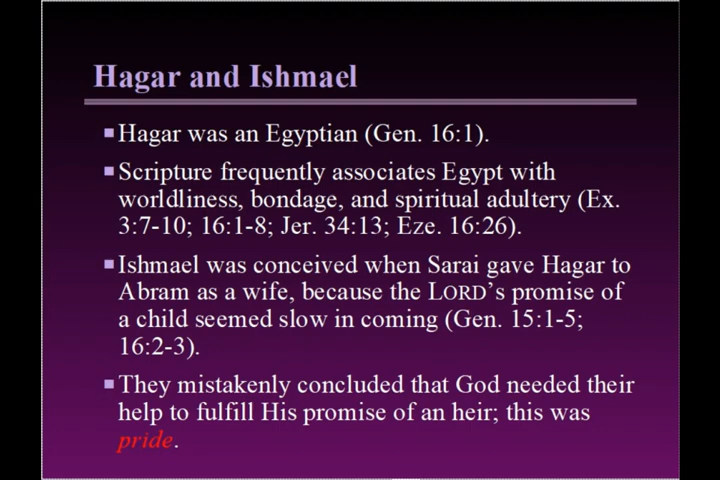 Hagar and Ishmael
▪Hagar was an Egyptian (Gen. 16:1).
▪Scripture frequently associates Egypt with
worldliness, bondage, and spiritual adultery (Ex.
3:7-10; 16:1-8; Jer. 34:13; Eze. 16:26).
▪Ishmael was conceived when Sarai gave Hagar to
Abram as a wife, because the LORD’s promise of
a child seemed slow in coming (Gen. 15:1-5;
16:2-3).
▪They mistakenly concluded that God needed their
help to fulfill His promise of an heir; this was
pride.